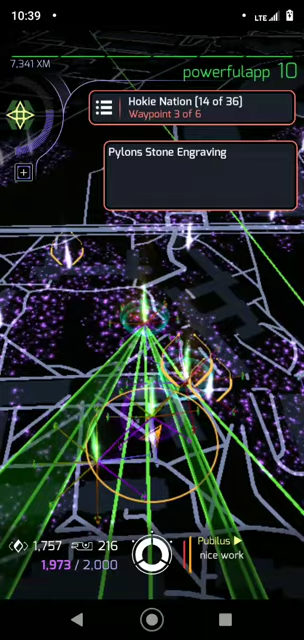 10:39
LTE
7,341 XM
powerfulapp 10
Hokie Nation [14 of 36]
Waypoint 3 of 6
Pylons Stone Engraving
1,757
216
1,973 / 2,000
Publius
nice work